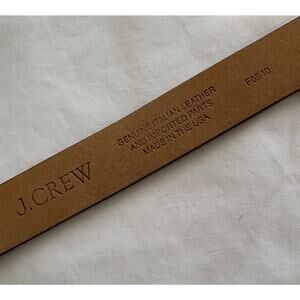 J.CREW
GENUINE ITALIAN LEATHER
AND IMPORTED PARTS
MADE IN THE USA
F6510